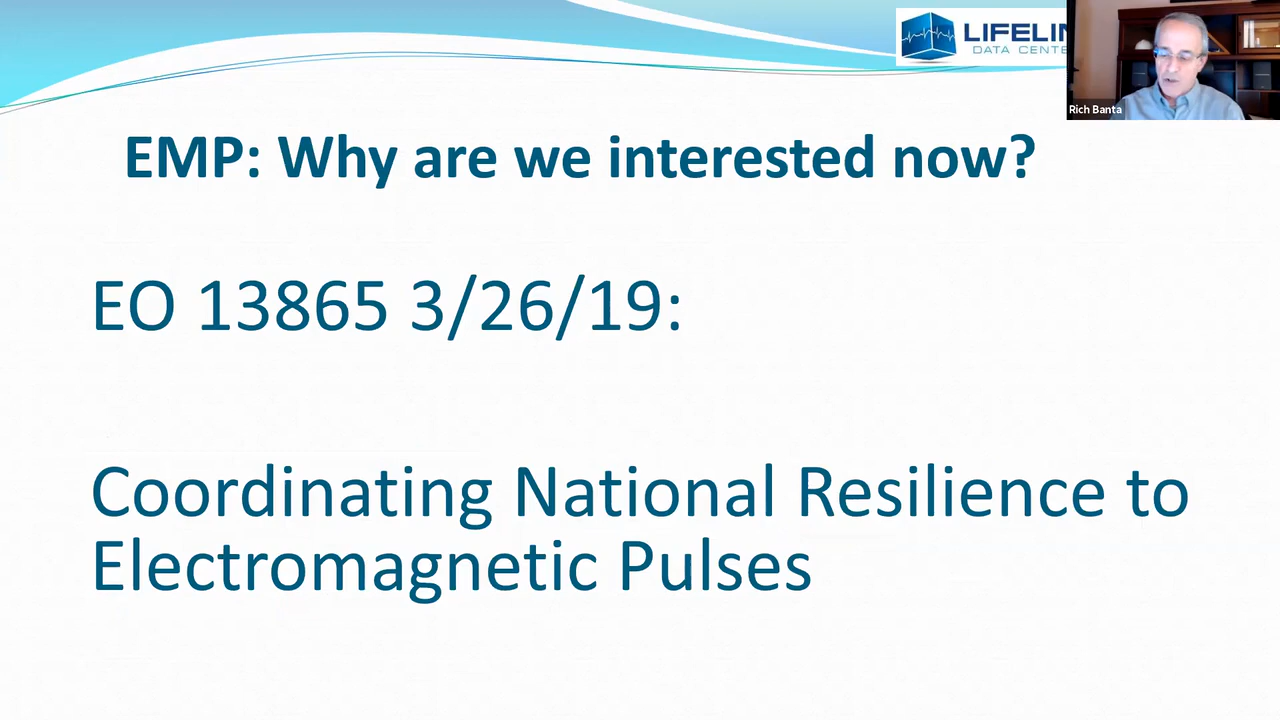 LIFELIN
DATA CENTE
Rich Banta
EMP: Why are we interested now?
EO 13865 3/26/19:
Coordinating National Resilience to
Electromagnetic Pulses